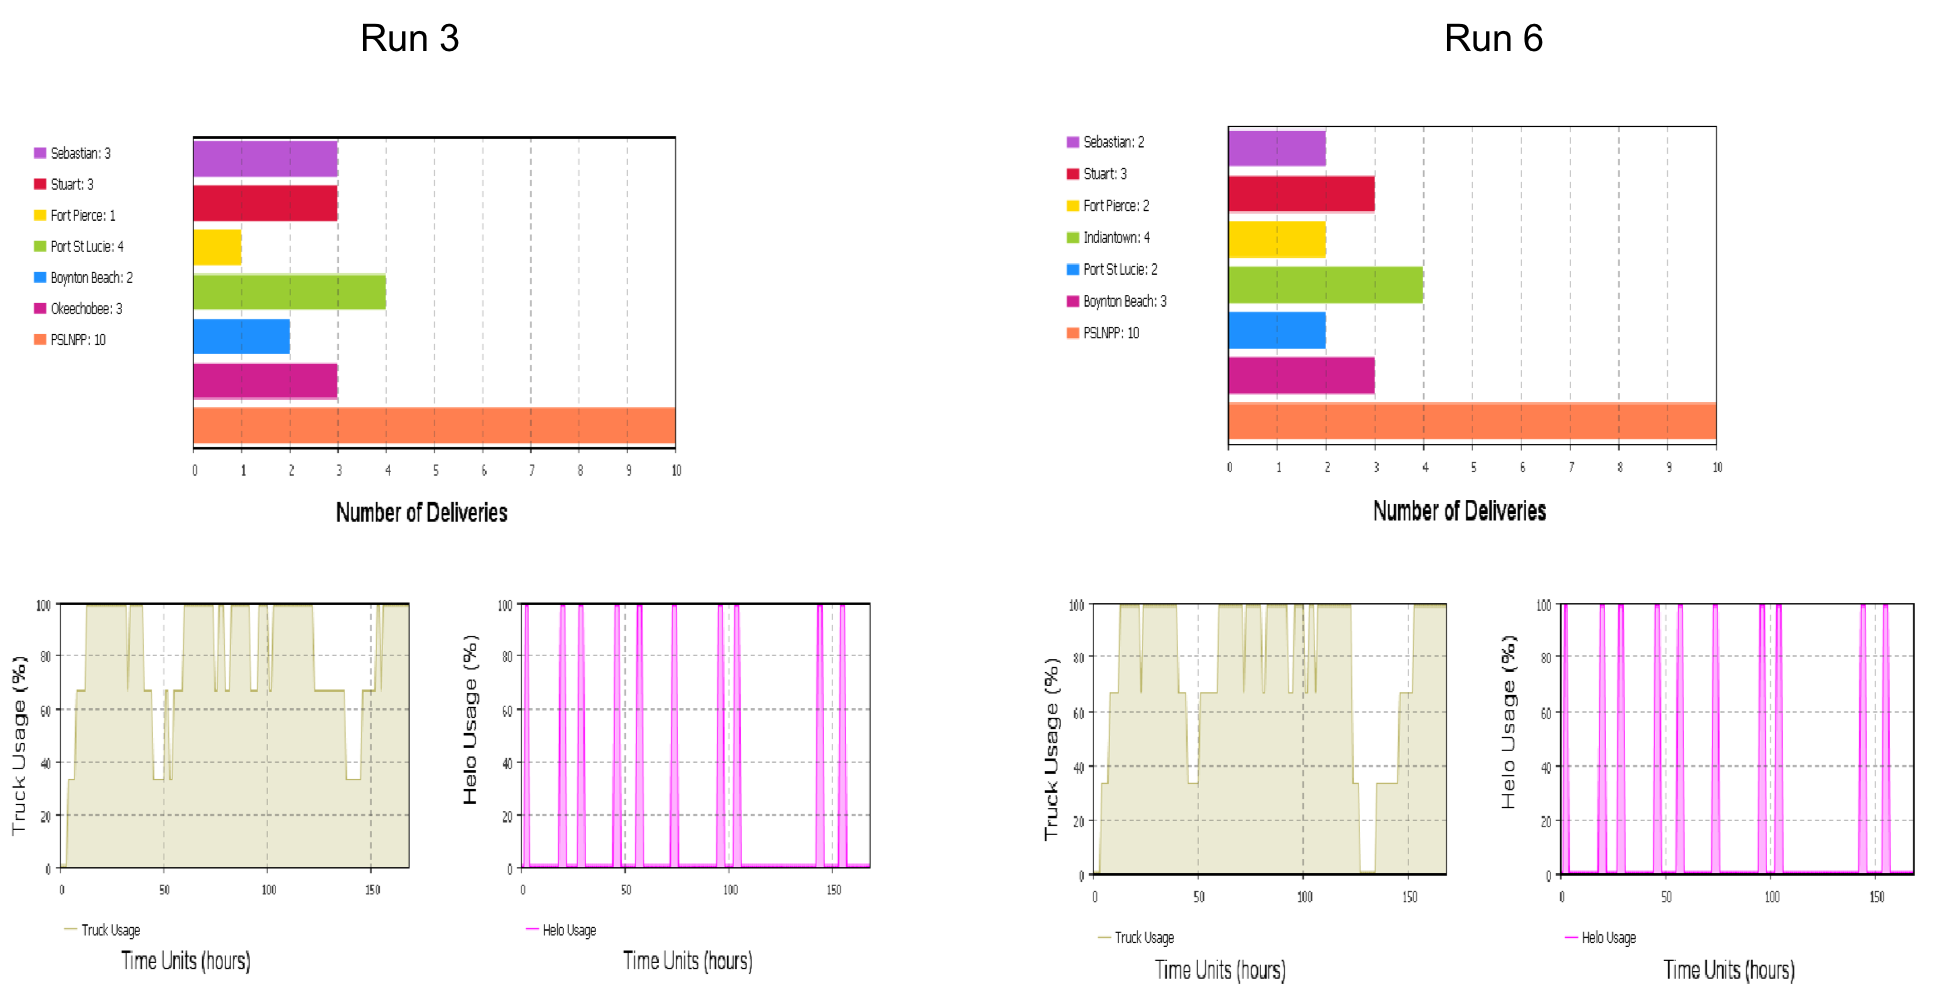 Run 3
Sebastian: 3
Stuart: 3
Fort Pierce: 1
Port St Lucie: 4
Boynton Beach: 2
Okeechobee: 3
PSLNPP: 10
0 1 2 3 4 5 6 7 8 9 10
Number of Deliveries
Truck Usage (%)
100
80
60
40
20
0
0 50 100 150
Truck Usage
Time Units (hours)
Helo Usage (%)
100
80
60
40
20
0
0 50 100 150
Helo Usage
Time Units (hours)
Run 6
Sebastian: 2
Stuart: 3
Fort Pierce: 2
Indiantown: 4
Port St Lucie: 2
Boynton Beach: 3
PSLNPP: 10
0 1 2 3 4 5 6 7 8 9 10
Number of Deliveries
Truck Usage (%)
100
80
60
40
20
0
0 50 100 150
Truck Usage
Time Units (hours)
Helo Usage (%)
100
80
60
40
20
0
0 50 100 150
Helo Usage
Time Units (hours)